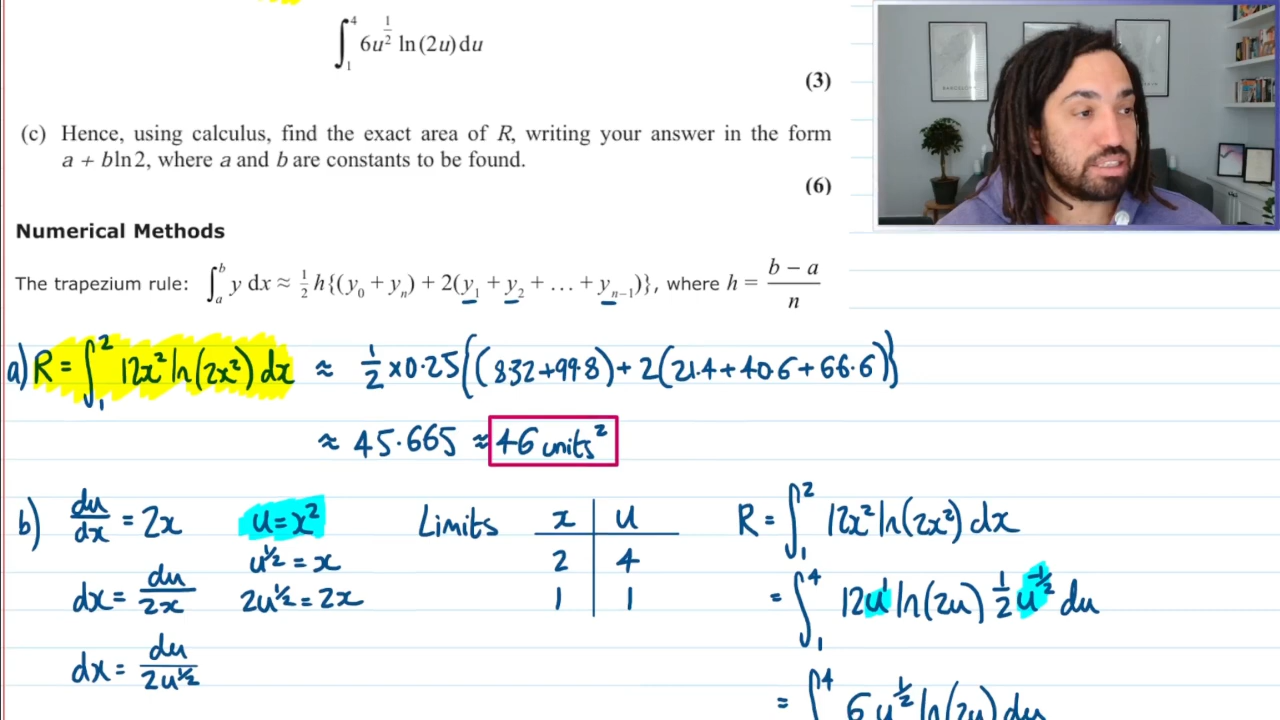 ∫₁⁴ 6u^(1/2) ln(2u) du
(3)
(c) Hence, using calculus, find the exact area of R, writing your answer in the form
a + b ln 2, where a and b are constants to be found.
(6)
Numerical Methods
The trapezium rule: ∫ₐᵇ y dx ≈ ½ h{(y₀ + yₙ) + 2(y₁ + y₂ + ... + yₙ₋₁)}, where h = (b − a)/n
a) R = ∫₁² 12x² ln(2x²) dx ≈ ½ × 0.25{(8.32 + 99.8) + 2(21.4 + 40.6 + 66.6)}
≈ 45.665 ≈ 46 units²
b) du/dx = 2x u = x² Limits x u R = ∫₁² 12x² ln(2x²) dx
u^(1/2) = x 2 4
dx = du/2x 2u^(1/2) = 2x 1 1 = ∫₁⁴ 12u¹ ln(2u) ½ u^(-1/2) du
dx = du/2u^(1/2)
= ∫₁⁴ 6u^(1/2) ln(2u) du